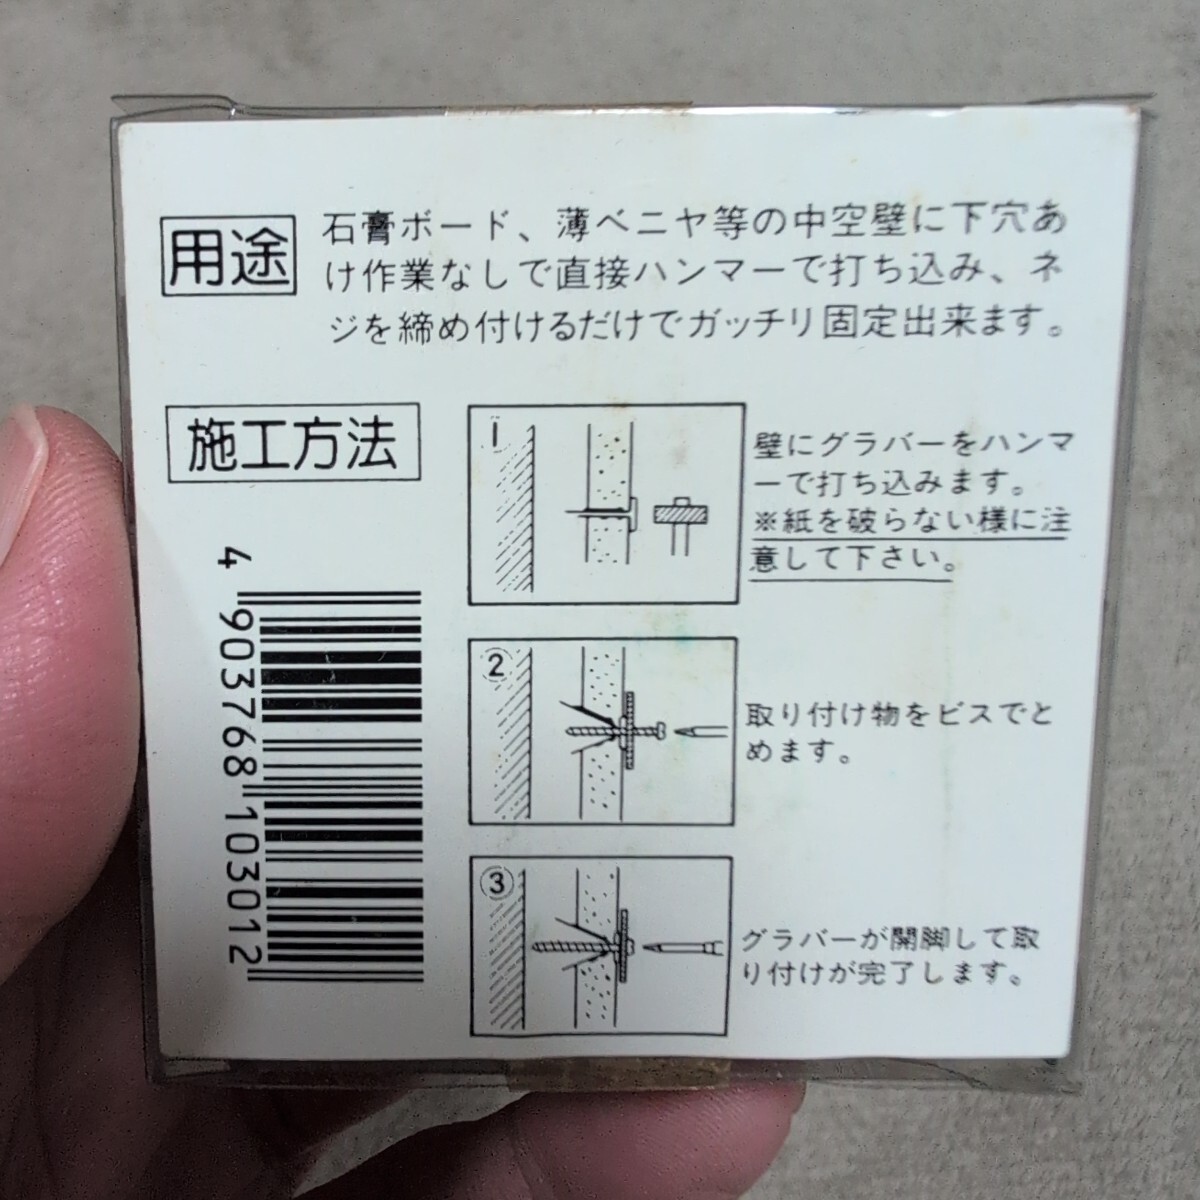 用途
石膏ボード、薄ベニヤ等の中空壁に下穴あ
け作業なしで直接ハンマーで打ち込み、ネ
ジを締め付けるだけでガッチリ固定出来ます。
施工方法
1
壁にグラバーをハンマ
ーで打ち込みます。
※紙を破らない様に注
意して下さい。
②
取り付け物をビスでと
めます。
③
グラバーが開脚して取
り付けが完了します。
4 903768 103012